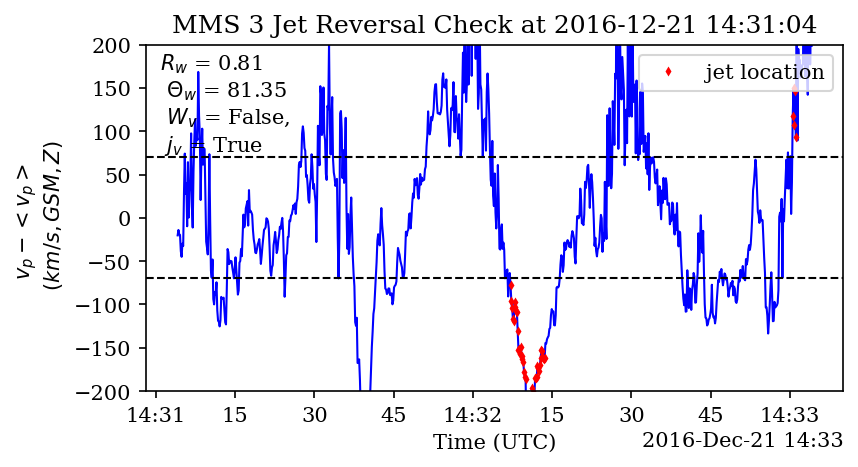 MMS 3 Jet Reversal Check at 2016-12-21 14:31:04
R_w = 0.81
Θ_w = 81.35
W_v = False,
j_v = True
jet location
v_p − < v_p >
(km/s, GSM, Z)
200
150
100
50
0
−50
−100
−150
−200
14:31 15 30 45 14:32 15 30 45 14:33
Time (UTC)
2016-Dec-21 14:33